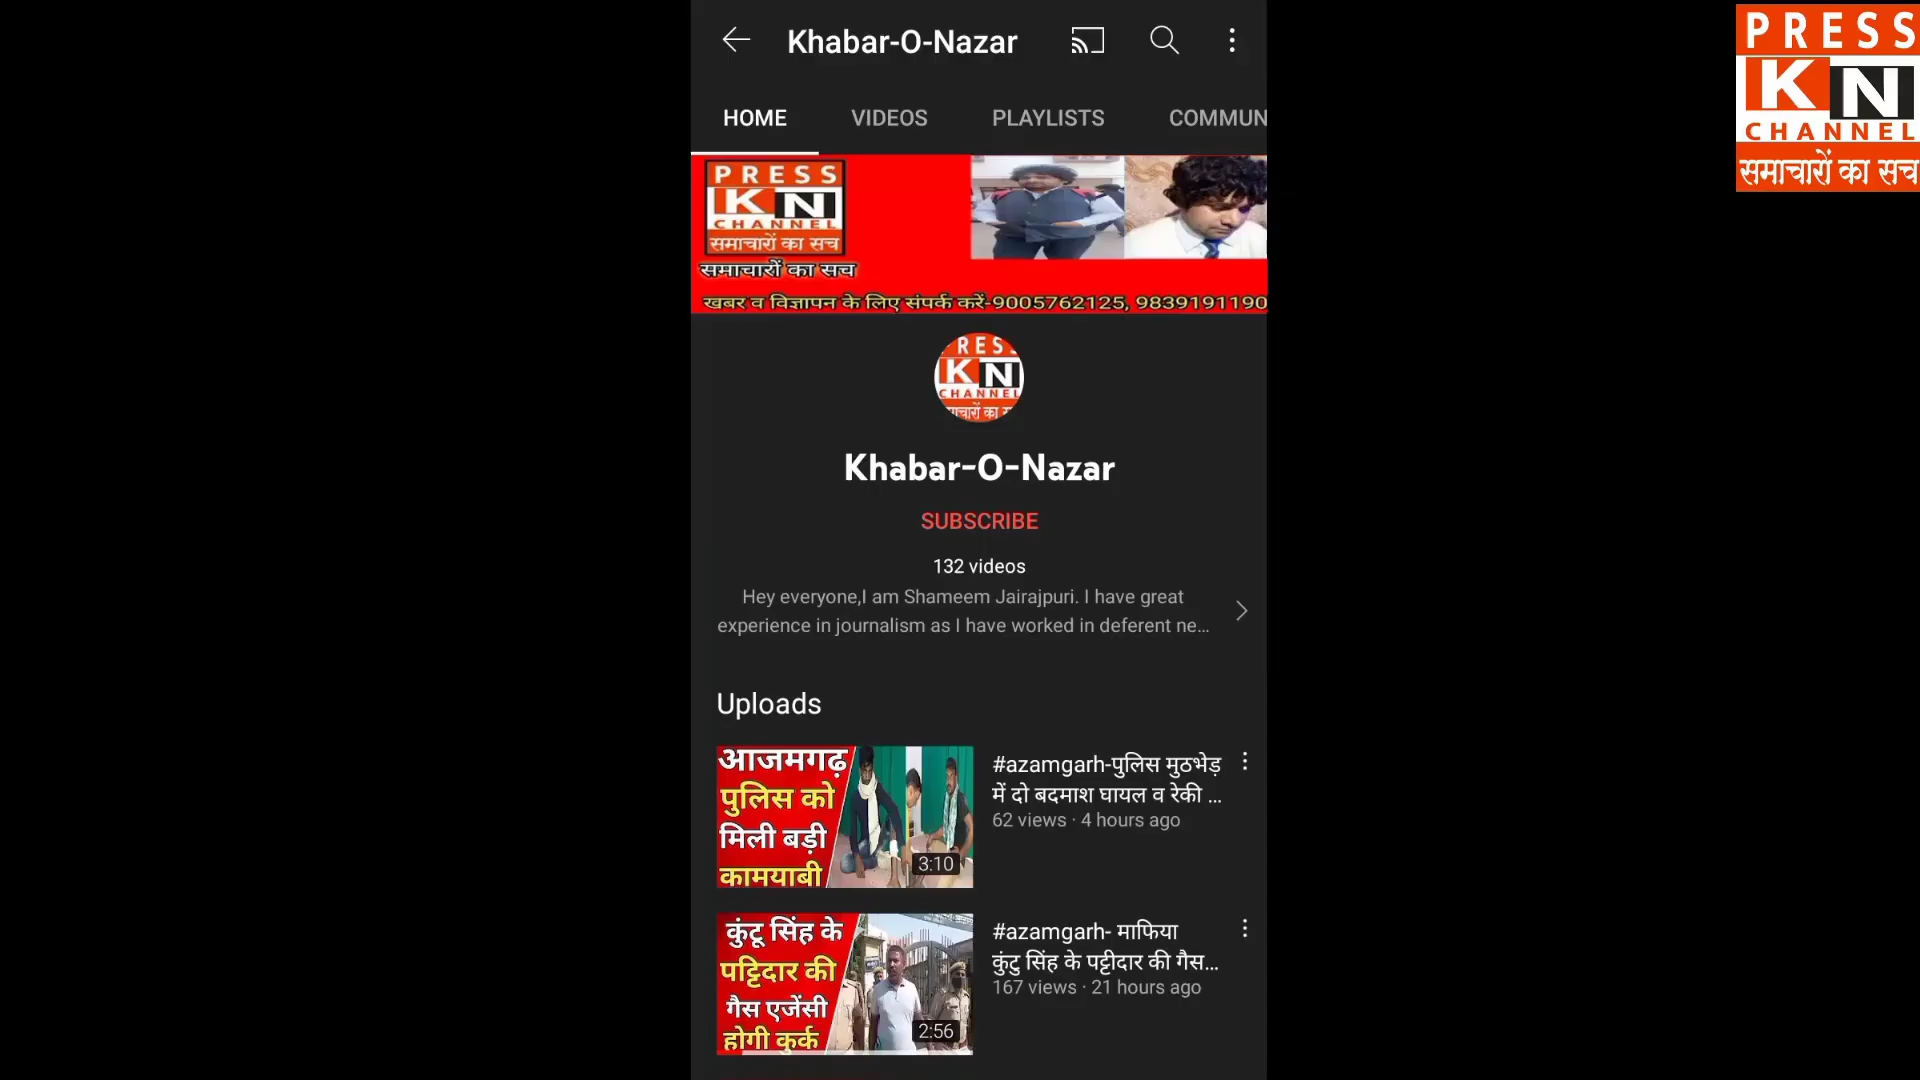 Khabar-O-Nazar
HOME VIDEOS PLAYLISTS COMMUN
PRESS
KN
CHANNEL
समाचारों का सच
समाचारों का सच
खबर व विज्ञापन के लिए संपर्क करें-9005762125, 9839191190
PRESS
KN
CHANNEL
समाचारों का सच
KN
CHANNEL
Khabar-O-Nazar
SUBSCRIBE
132 videos
Hey everyone,I am Shameem Jairajpuri. I have great
experience in journalism as I have worked in deferent ne...
Uploads
आजमगढ़
पुलिस को
मिली बड़ी
कामयाबी
3:10
#azamgarh-पुलिस मुठभेड़
में दो बदमाश घायल व रेकी ...
62 views · 4 hours ago
कुंटू सिंह के
पट्टिदार की
गैस एजेंसी
होगी कुर्क
2:56
#azamgarh- माफिया
कुंटु सिंह के पट्टीदार की गैस...
167 views · 21 hours ago